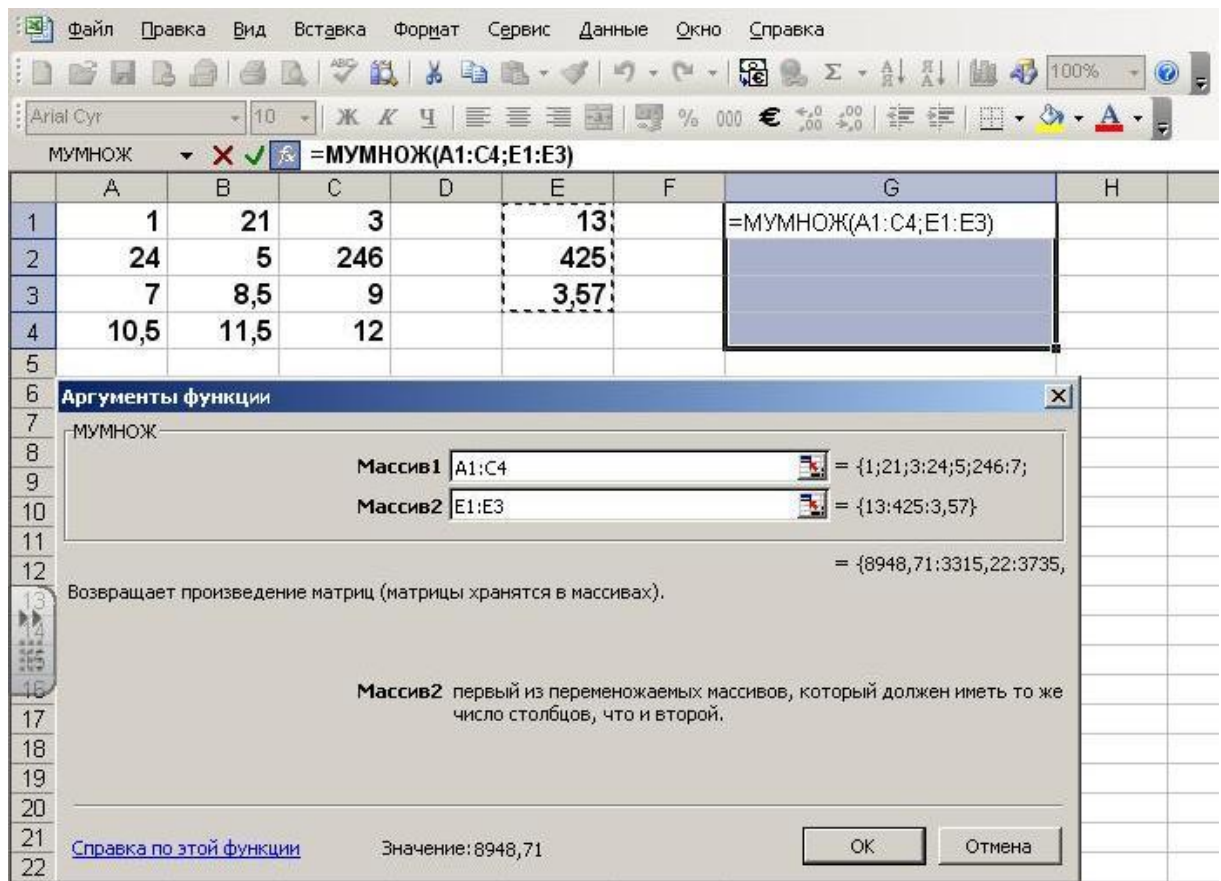 Файл Правка Вид Вставка Формат Сервис Данные Окно Справка
100%
Arial Cyr 10 Ж К Ч % 000 €
МУМНОЖ =МУМНОЖ(A1:C4;E1:E3)
A B C D E F G H
1 1 21 3 13 =МУМНОЖ(A1:C4;E1:E3)
2 24 5 246 425
3 7 8,5 9 3,57
4 10,5 11,5 12
5
6 Аргументы функции
7 МУМНОЖ
8 Массив1 A1:C4 = {1;21;3:24;5;246:7;
9
10 Массив2 E1:E3 = {13:425:3,57}
11
12 = {8948,71:3315,22:3735,
13 Возвращает произведение матриц (матрицы хранятся в массивах).
14
15
16 Массив2 первый из перемножаемых массивов, который должен иметь то же
17 число столбцов, что и второй.
18
19
20
21 Справка по этой функции Значение:8948,71 ОК Отмена
22